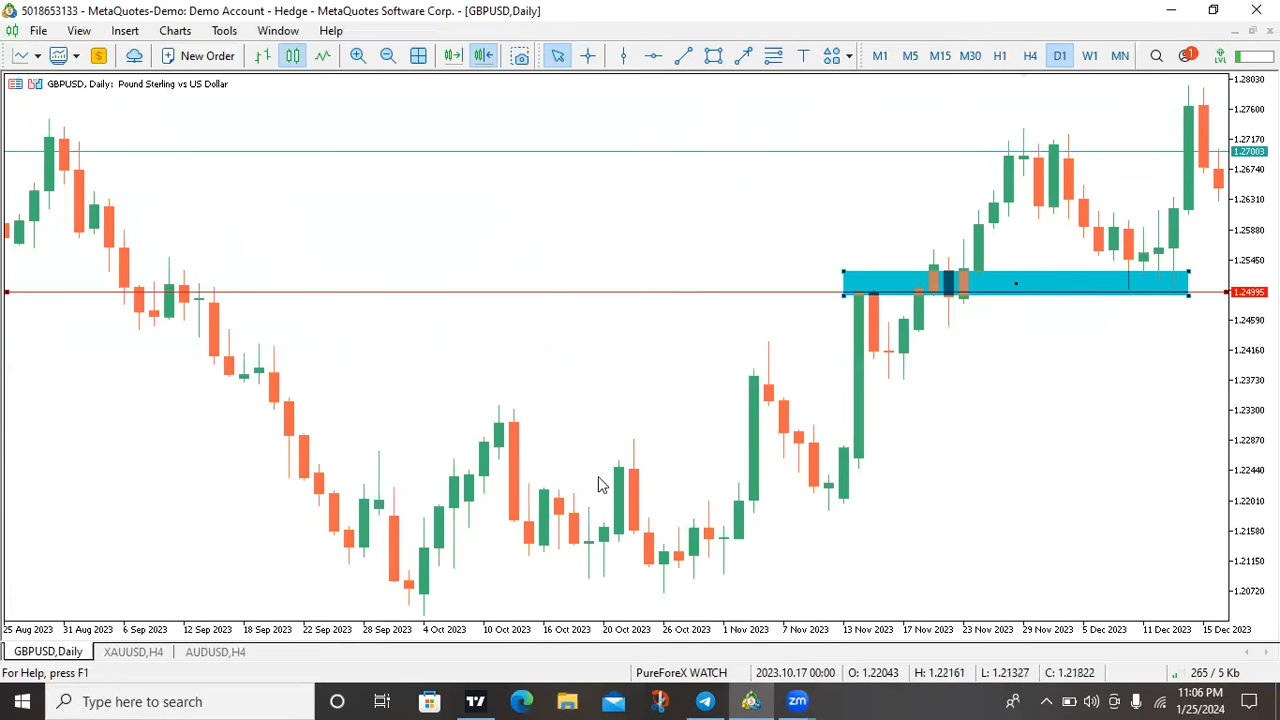 5018653133 - MetaQuotes-Demo: Demo Account - Hedge - MetaQuotes Software Corp. - [GBPUSD,Daily]
File View Insert Charts Tools Window Help
New Order M1 M5 M15 M30 H1 H4 D1 W1 MN 1 LVL
GBPUSD, Daily: Pound Sterling vs US Dollar
1.28030
1.27600
1.27170
1.27003
1.26740
1.26310
1.25880
1.25450
1.24995
1.24590
1.24160
1.23730
1.23300
1.22870
1.22440
1.22010
1.21580
1.21150
1.20720
25 Aug 2023 31 Aug 2023 6 Sep 2023 12 Sep 2023 18 Sep 2023 22 Sep 2023 28 Sep 2023 4 Oct 2023 10 Oct 2023 16 Oct 2023 20 Oct 2023 26 Oct 2023 1 Nov 2023 7 Nov 2023 13 Nov 2023 17 Nov 2023 23 Nov 2023 29 Nov 2023 5 Dec 2023 11 Dec 2023 15 Dec 2023
GBPUSD,Daily XAUUSD,H4 AUDUSD,H4
For Help, press F1 PureForeX WATCH 2023.10.17 00:00 O: 1.22043 H: 1.22161 L: 1.21327 C: 1.21822 265 / 5 Kb
Type here to search zm 11:06 PM
1/25/2024